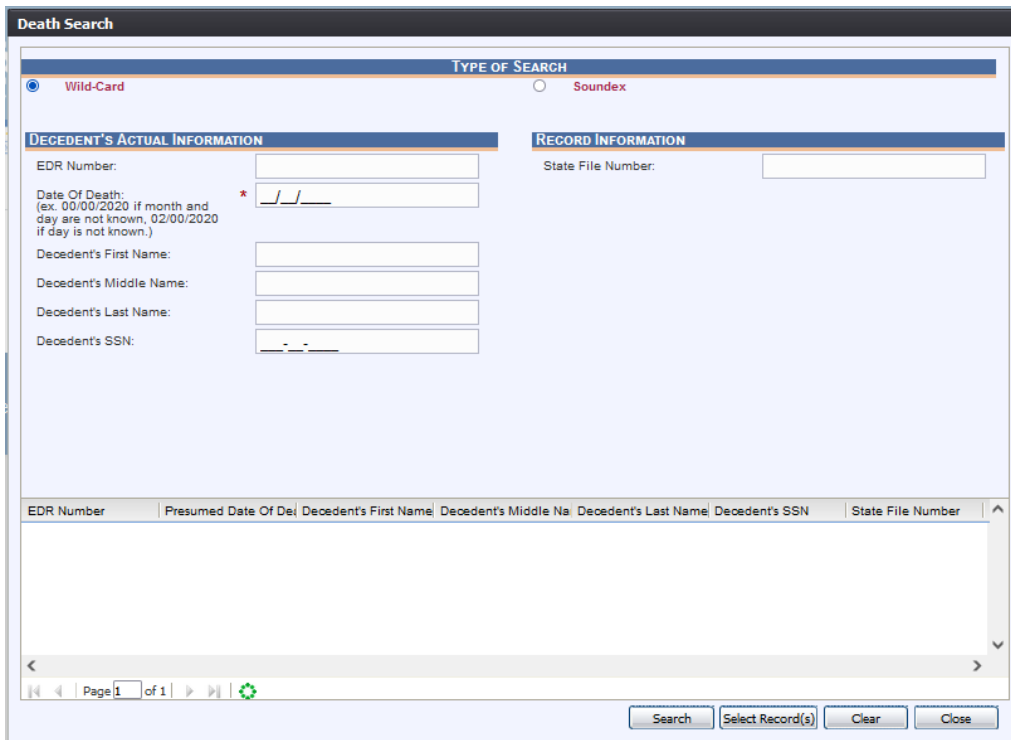 Death Search
TYPE OF SEARCH
Wild-Card
Soundex
DECEDENT'S ACTUAL INFORMATION
EDR Number:
Date Of Death:
(ex. 00/00/2020 if month and
day are not known, 02/00/2020
if day is not known.)
*
__/__/____
Decedent's First Name:
Decedent's Middle Name:
Decedent's Last Name:
Decedent's SSN:
___-__-____
RECORD INFORMATION
State File Number:
EDR Number Presumed Date Of De Decedent's First Name Decedent's Middle Na Decedent's Last Name Decedent's SSN State File Number
Page 1 of 1
Search Select Record(s) Clear Close